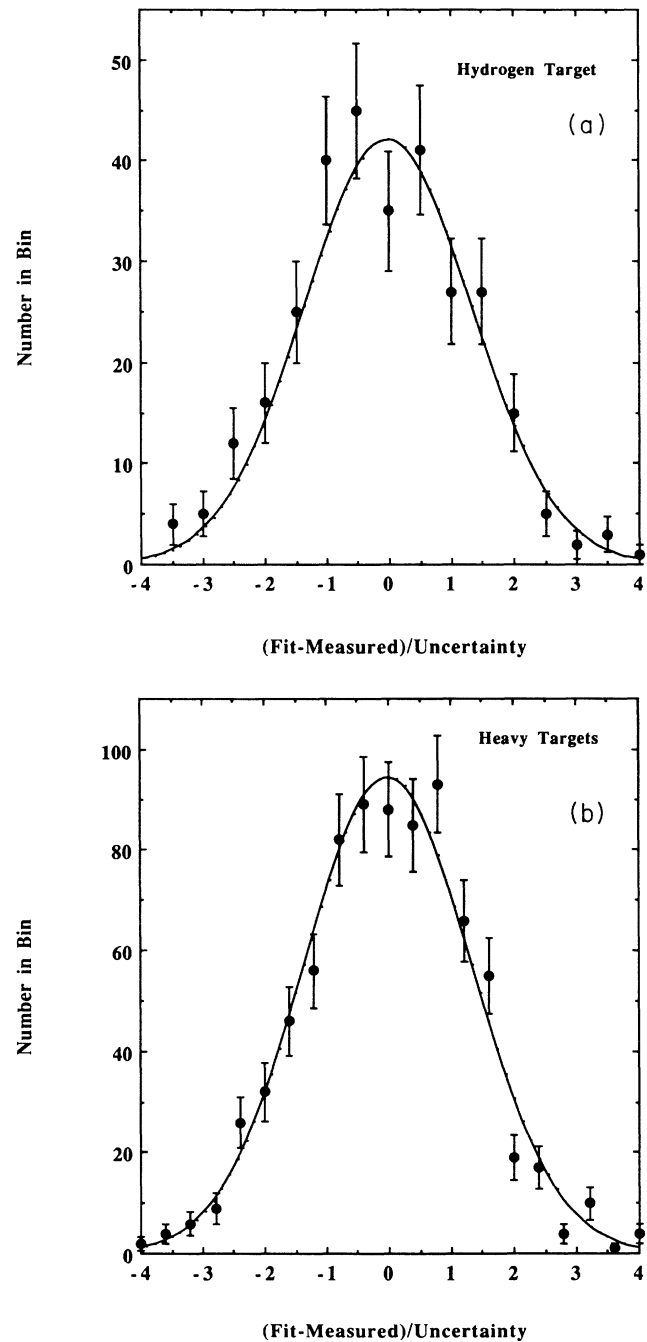 50
Hydrogen Target
(a)
40
30
Number in Bin
20
10
0
-4 -3 -2 -1 0 1 2 3 4
(Fit-Measured)/Uncertainty
100
Heavy Targets
(b)
80
60
Number in Bin
40
20
0
-4 -3 -2 -1 0 1 2 3 4
(Fit-Measured)/Uncertainty